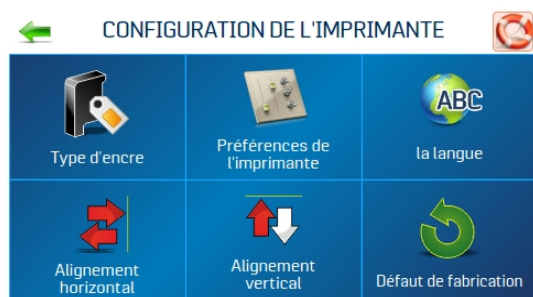 CONFIGURATION DE L'IMPRIMANTE
Type d'encre
Préférences de
l'imprimante
ABC
la langue
Alignement
horizontal
Alignement
vertical
Défaut de fabrication